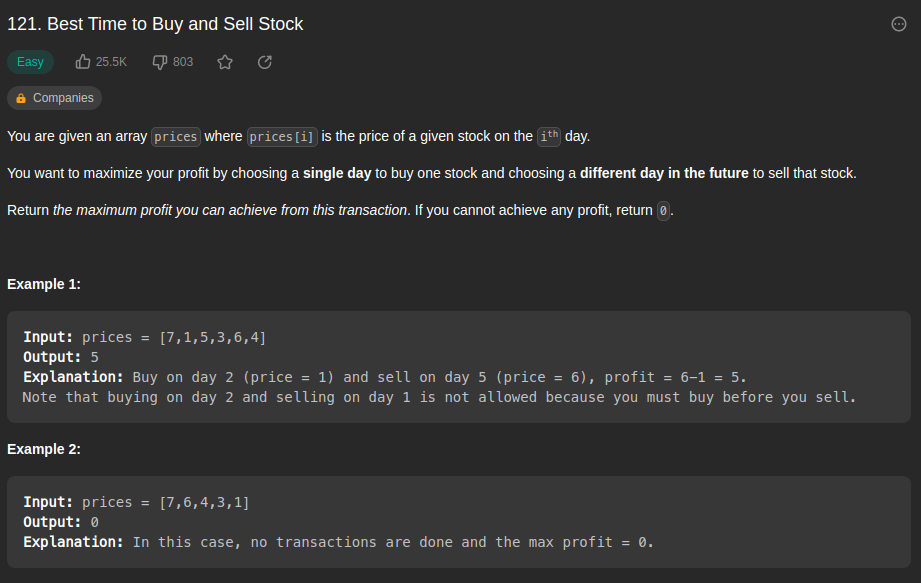 121. Best Time to Buy and Sell Stock
Easy 25.5K 803
Companies
You are given an array prices where prices[i] is the price of a given stock on the ith day.
You want to maximize your profit by choosing a single day to buy one stock and choosing a different day in the future to sell that stock.
Return the maximum profit you can achieve from this transaction. If you cannot achieve any profit, return 0.
Example 1:
Input: prices = [7,1,5,3,6,4]
Output: 5
Explanation: Buy on day 2 (price = 1) and sell on day 5 (price = 6), profit = 6-1 = 5.
Note that buying on day 2 and selling on day 1 is not allowed because you must buy before you sell.
Example 2:
Input: prices = [7,6,4,3,1]
Output: 0
Explanation: In this case, no transactions are done and the max profit = 0.